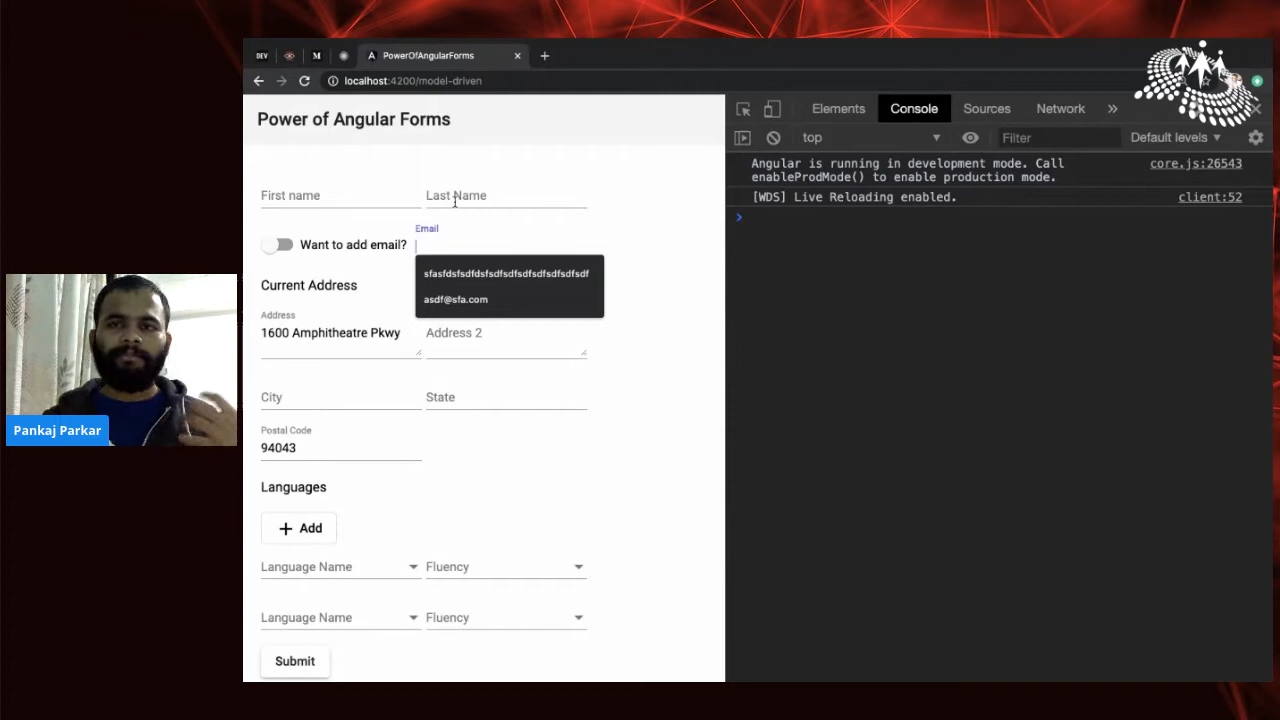 DEV
M
PowerOfAngularForms
localhost:4200/model-driven
Power of Angular Forms
First name
Last Name
Want to add email?
Email
sfasfdsfsdfdsfsdfsdfsdfsdfsdfsdfsdf
asdf@sfa.com
Current Address
Address
1600 Amphitheatre Pkwy
Address 2
City
State
Postal Code
94043
Languages
+ Add
Language Name
Fluency
Language Name
Fluency
Submit
Elements
Console
Sources
Network
»
top
Filter
Default levels
Angular is running in development mode. Call
enableProdMode() to enable production mode.
core.js:26543
[WDS] Live Reloading enabled.
client:52
Pankaj Parkar